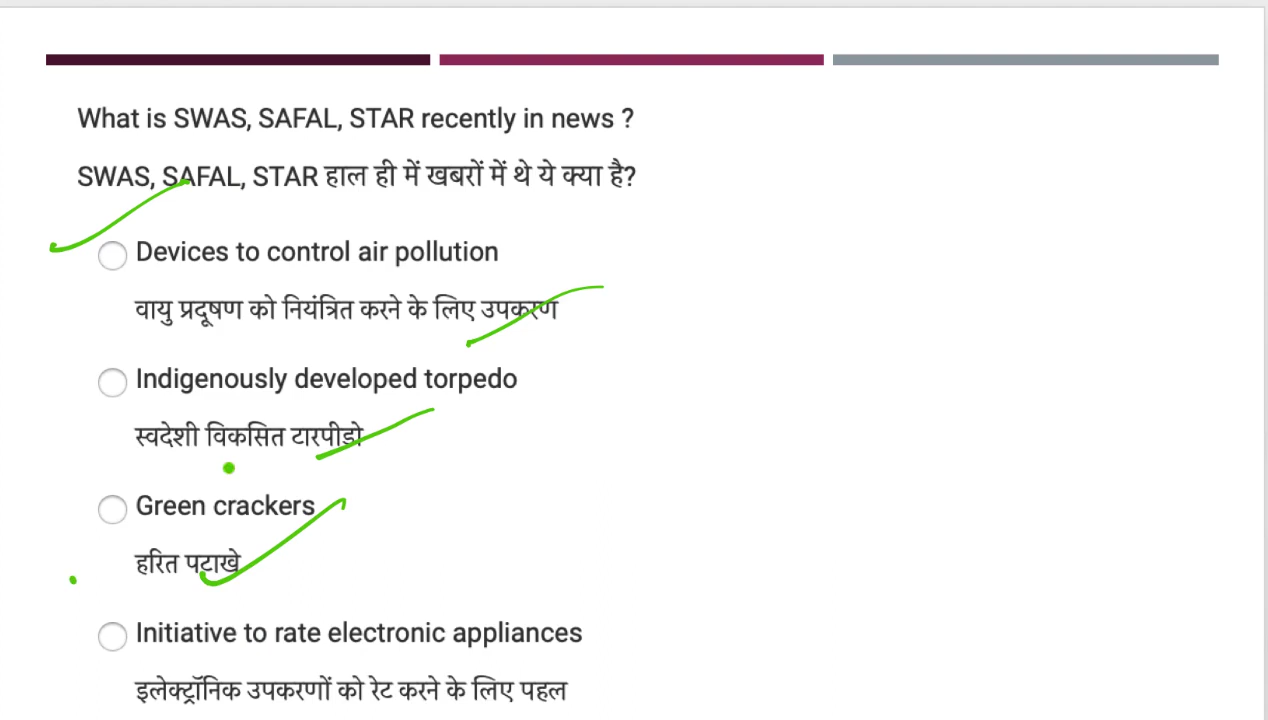 What is SWAS, SAFAL, STAR recently in news ?
SWAS, SAFAL, STAR हाल ही में खबरों में थे ये क्या है?
Devices to control air pollution
वायु प्रदूषण को नियंत्रित करने के लिए उपकरण
Indigenously developed torpedo
स्वदेशी विकसित टारपीडो
Green crackers
हरित पटाखे
Initiative to rate electronic appliances
इलेक्ट्रॉनिक उपकरणों को रेट करने के लिए पहल